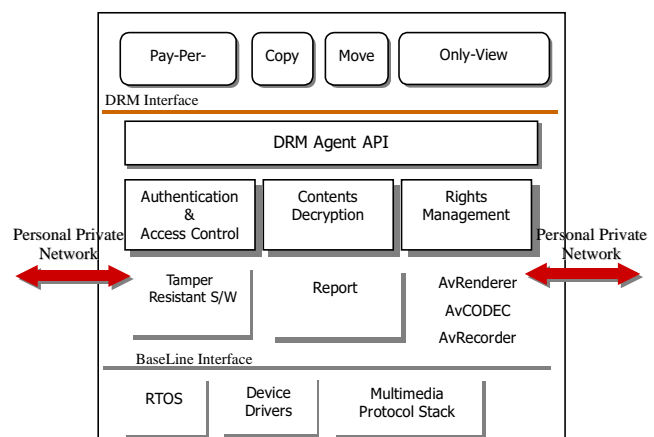 Pay-Per-
Copy
Move
Only-View
DRM Interface
DRM Agent API
Authentication
&
Access Control
Contents
Decryption
Rights
Management
Personal Private
Network
Personal Private
Network
Tamper
Resistant S/W
Report
AvRenderer
AvCODEC
AvRecorder
BaseLine Interface
RTOS
Device
Drivers
Multimedia
Protocol Stack